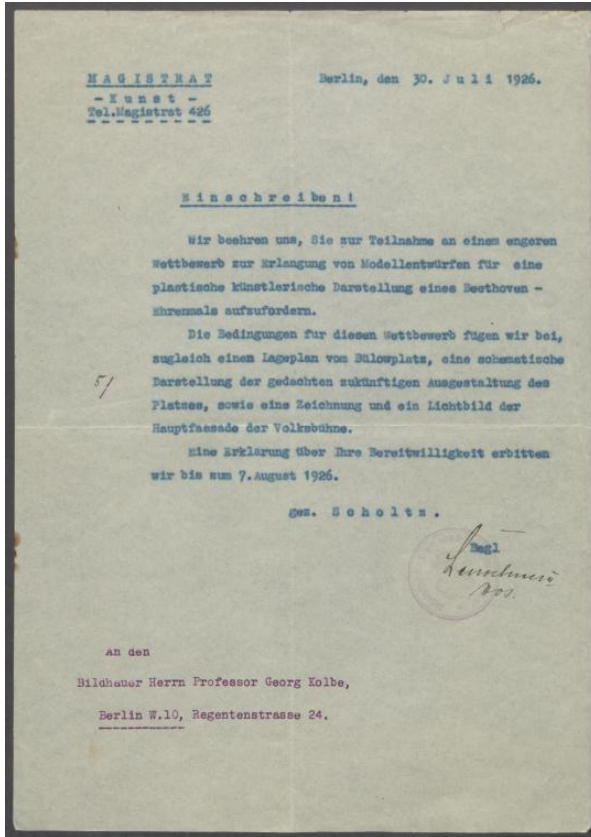 MAGISTRAT
- Kunst -
Tel.Magistrat 426
Berlin, den 30. Juli 1926.
Einschreiben!
Wir beehren uns, Sie zur Teilnahme an einem engeren
Wettbewerb zur Erlangung von Modellentwürfen für eine
plastische künstlerische Darstellung eines Beethoven -
Ehrenmals aufzufordern.
Die Bedingungen für diesen Wettbewerb fügen wir bei,
zugleich einem Lageplan vom Bülowplatz, eine schematische
Darstellung der gedachten zukünftigen Ausgestaltung des
Platzes, sowie eine Zeichnung und ein Lichtbild der
Hauptfassade der Volksbühne.
Eine Erklärung über Ihre Bereitwilligkeit erbitten
wir bis zum 7.August 1926.
gez. Scholtz.
Begl
An den
Bildhauer Herrn Professor Georg Kolbe,
Berlin W.10, Regentenstrasse 24.